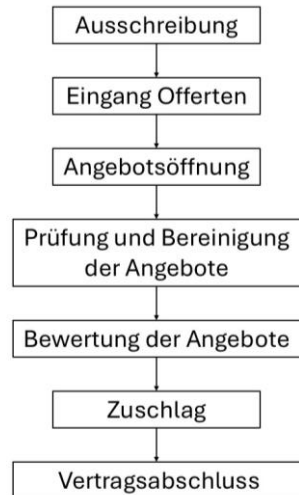 Ausschreibung
Eingang Offerten
Angebotsöffnung
Prüfung und Bereinigung
der Angebote
Bewertung der Angebote
Zuschlag
Vertragsabschluss